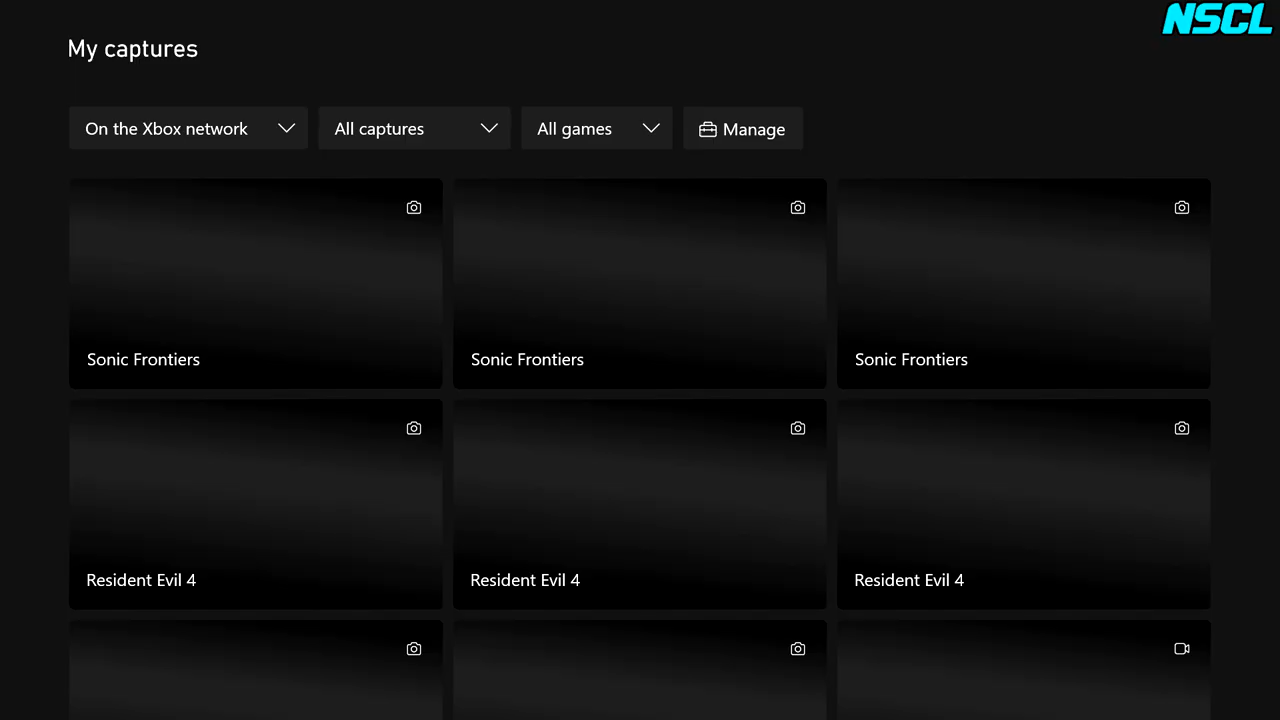 NSCL
My captures
On the Xbox network
All captures
All games
Manage
Sonic Frontiers
Sonic Frontiers
Sonic Frontiers
Resident Evil 4
Resident Evil 4
Resident Evil 4